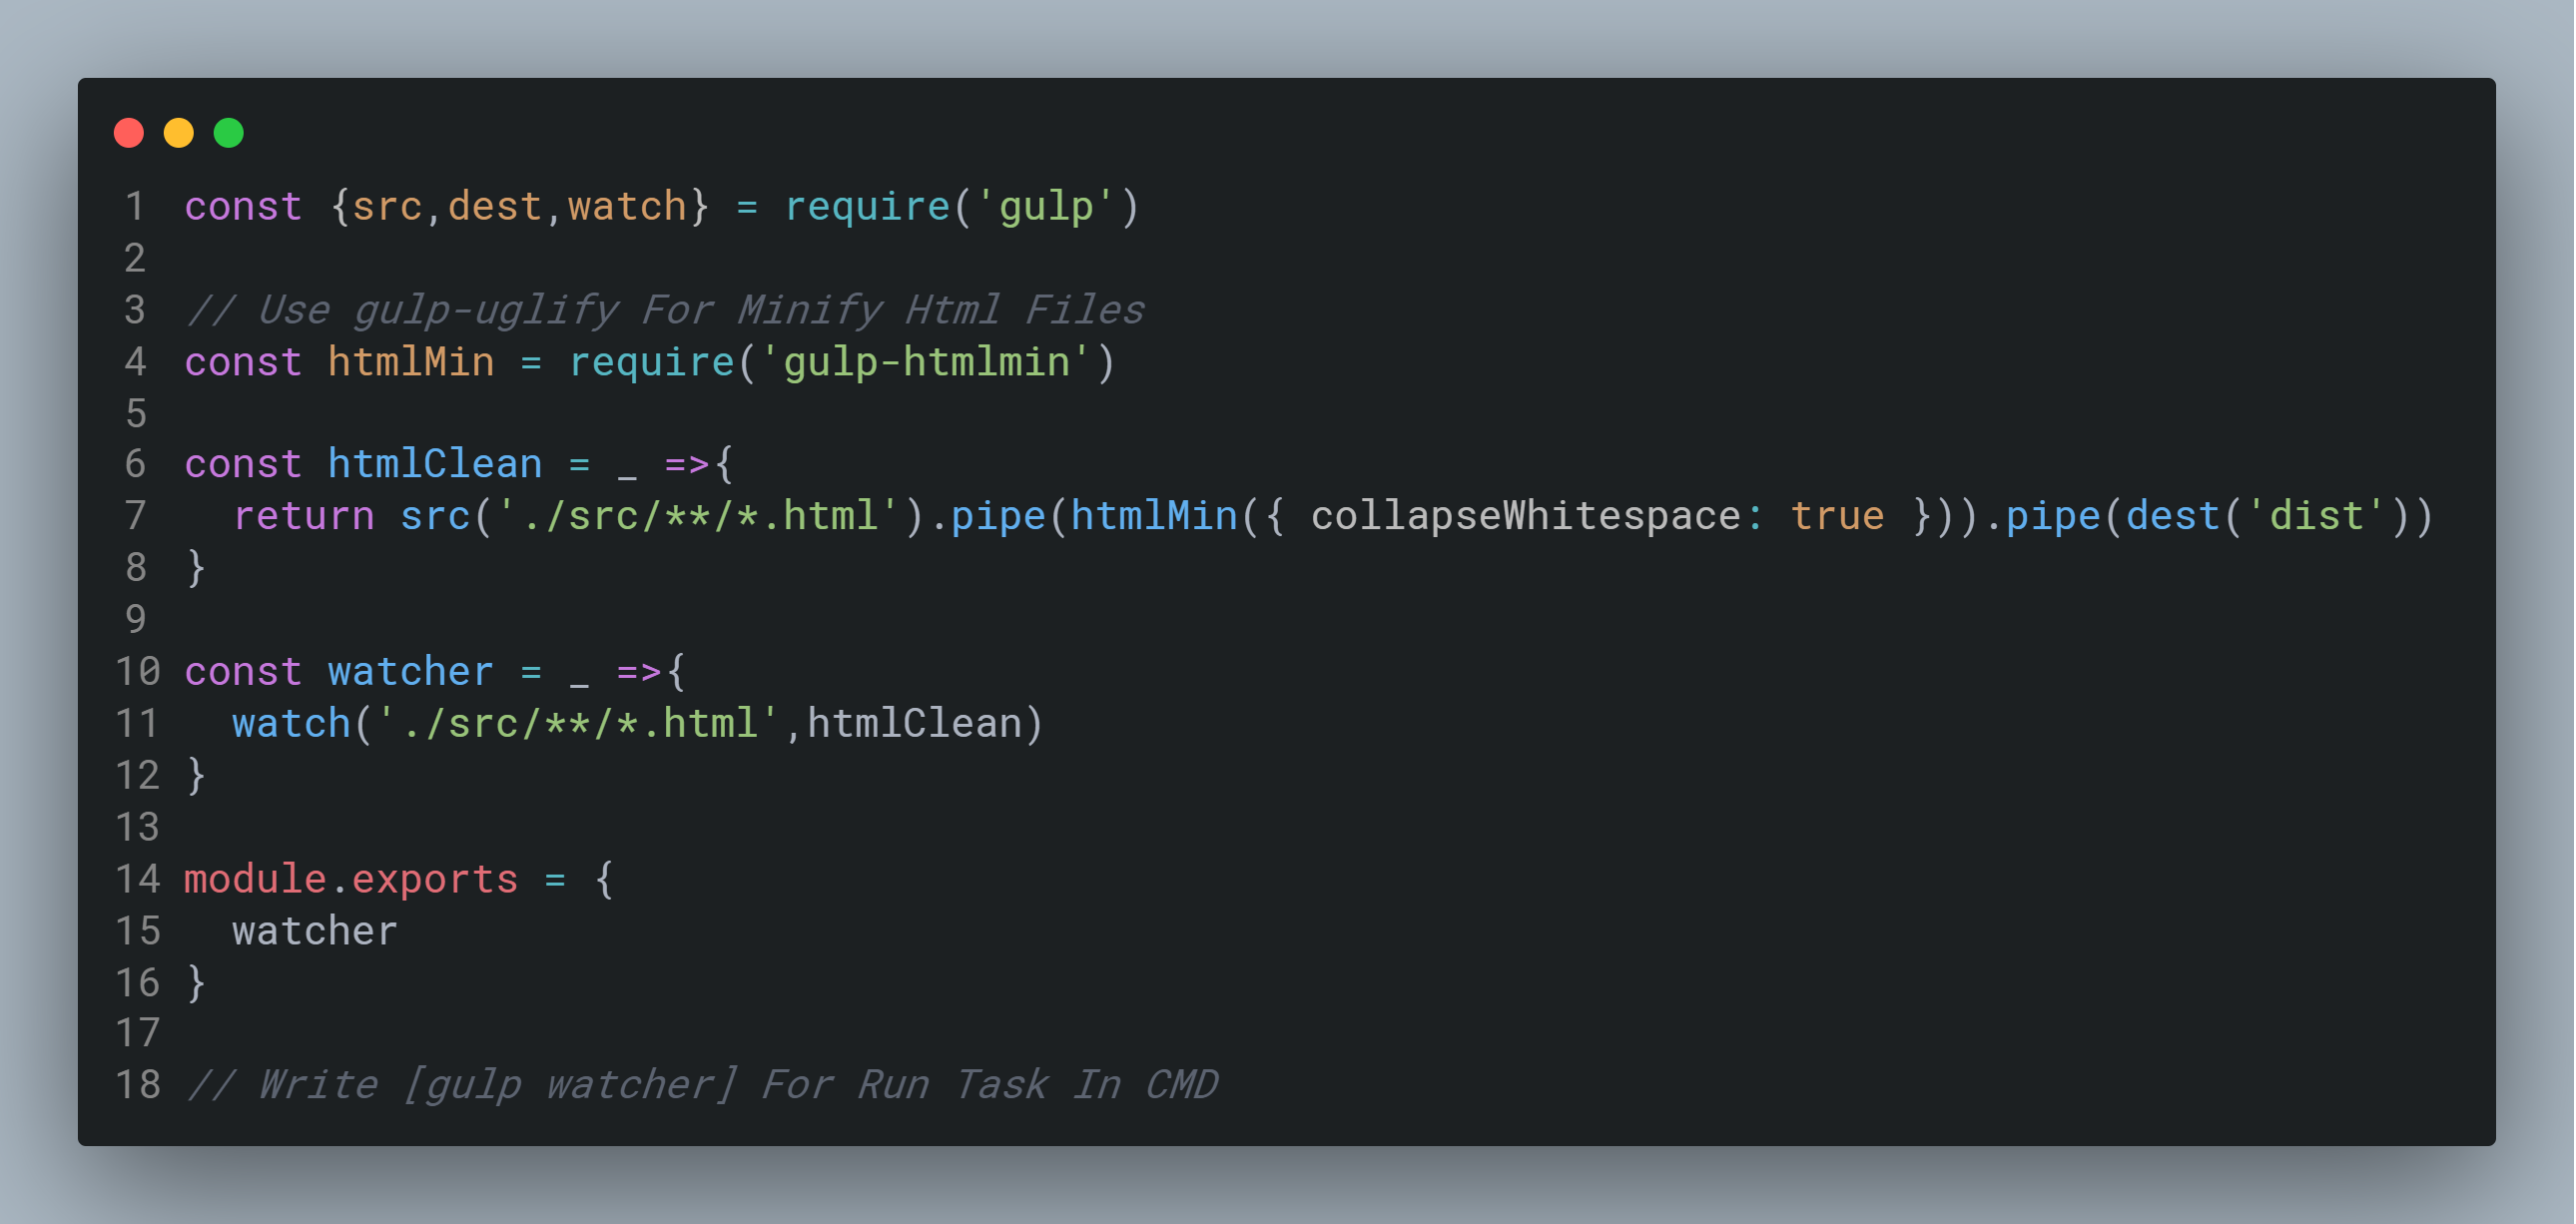 1 const {src,dest,watch} = require('gulp')
2
3 // Use gulp-uglify For Minify Html Files
4 const htmlMin = require('gulp-htmlmin')
5
6 const htmlClean = _ =>{
7   return src('./src/**/*.html').pipe(htmlMin({ collapseWhitespace: true })).pipe(dest('dist'))
8 }
9
10 const watcher = _ =>{
11   watch('./src/**/*.html',htmlClean)
12 }
13
14 module.exports = {
15   watcher
16 }
17
18 // Write [gulp watcher] For Run Task In CMD